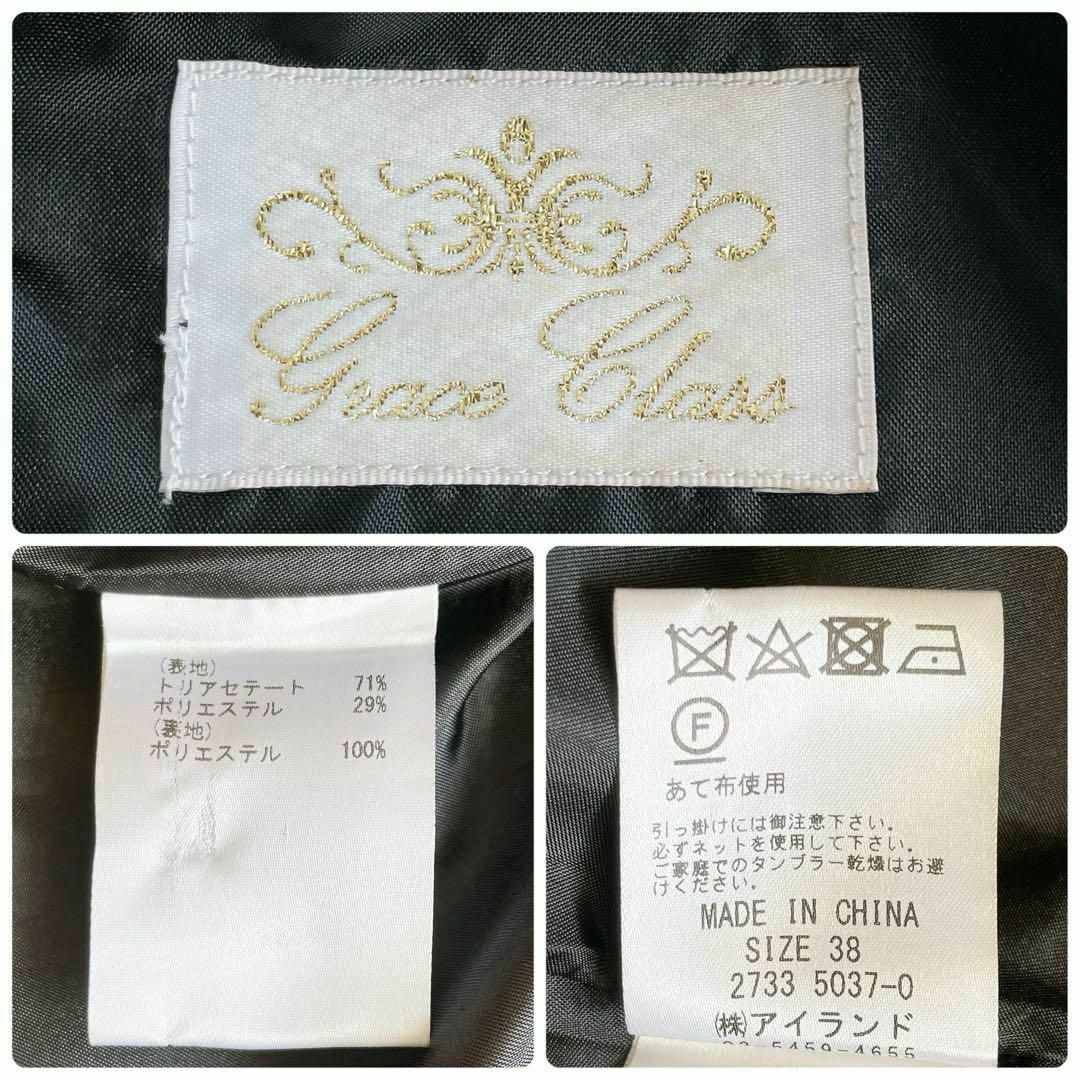 Grace Class
(表地)
トリアセテート 71%
ポリエステル 29%
(裏地)
ポリエステル 100%
F
あて布使用
引っ掛けには御注意下さい。
必ずネットを使用して下さい。
ご家庭でのタンブラー乾燥はお避
けください。
MADE IN CHINA
SIZE 38
2733 5037-0
㈱アイランド
03-5459-4655